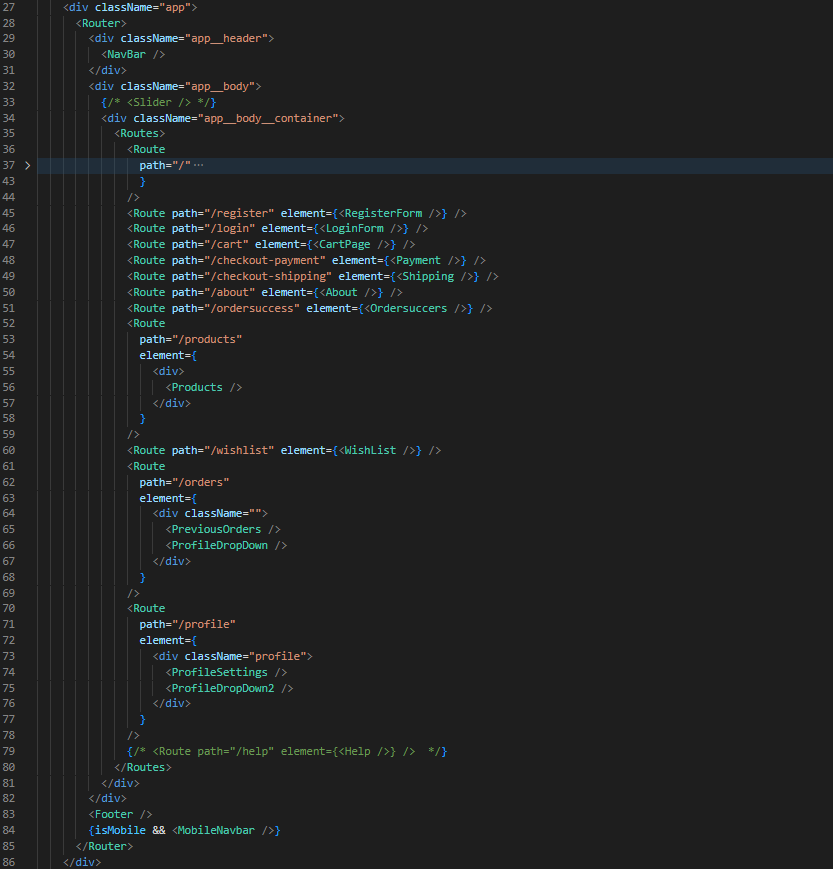 27 <div className="app">
28 <Router>
29 <div className="app__header">
30 <NavBar />
31 </div>
32 <div className="app__body">
33 {/* <Slider /> */}
34 <div className="app__body__container">
35 <Routes>
36 <Route
37 path="/" ⋯
43 }
44 />
45 <Route path="/register" element={<RegisterForm />} />
46 <Route path="/login" element={<LoginForm />} />
47 <Route path="/cart" element={<CartPage />} />
48 <Route path="/checkout-payment" element={<Payment />} />
49 <Route path="/checkout-shipping" element={<Shipping />} />
50 <Route path="/about" element={<About />} />
51 <Route path="/ordersuccess" element={<Ordersuccers />} />
52 <Route
53 path="/products"
54 element={
55 <div>
56 <Products />
57 </div>
58 }
59 />
60 <Route path="/wishlist" element={<WishList />} />
61 <Route
62 path="/orders"
63 element={
64 <div className="">
65 <PreviousOrders />
66 <ProfileDropDown />
67 </div>
68 }
69 />
70 <Route
71 path="/profile"
72 element={
73 <div className="profile">
74 <ProfileSettings />
75 <ProfileDropDown2 />
76 </div>
77 }
78 />
79 {/* <Route path="/help" element={<Help />} />  */}
80 </Routes>
81 </div>
82 </div>
83 <Footer />
84 {isMobile && <MobileNavbar />}
85 </Router>
86 </div>